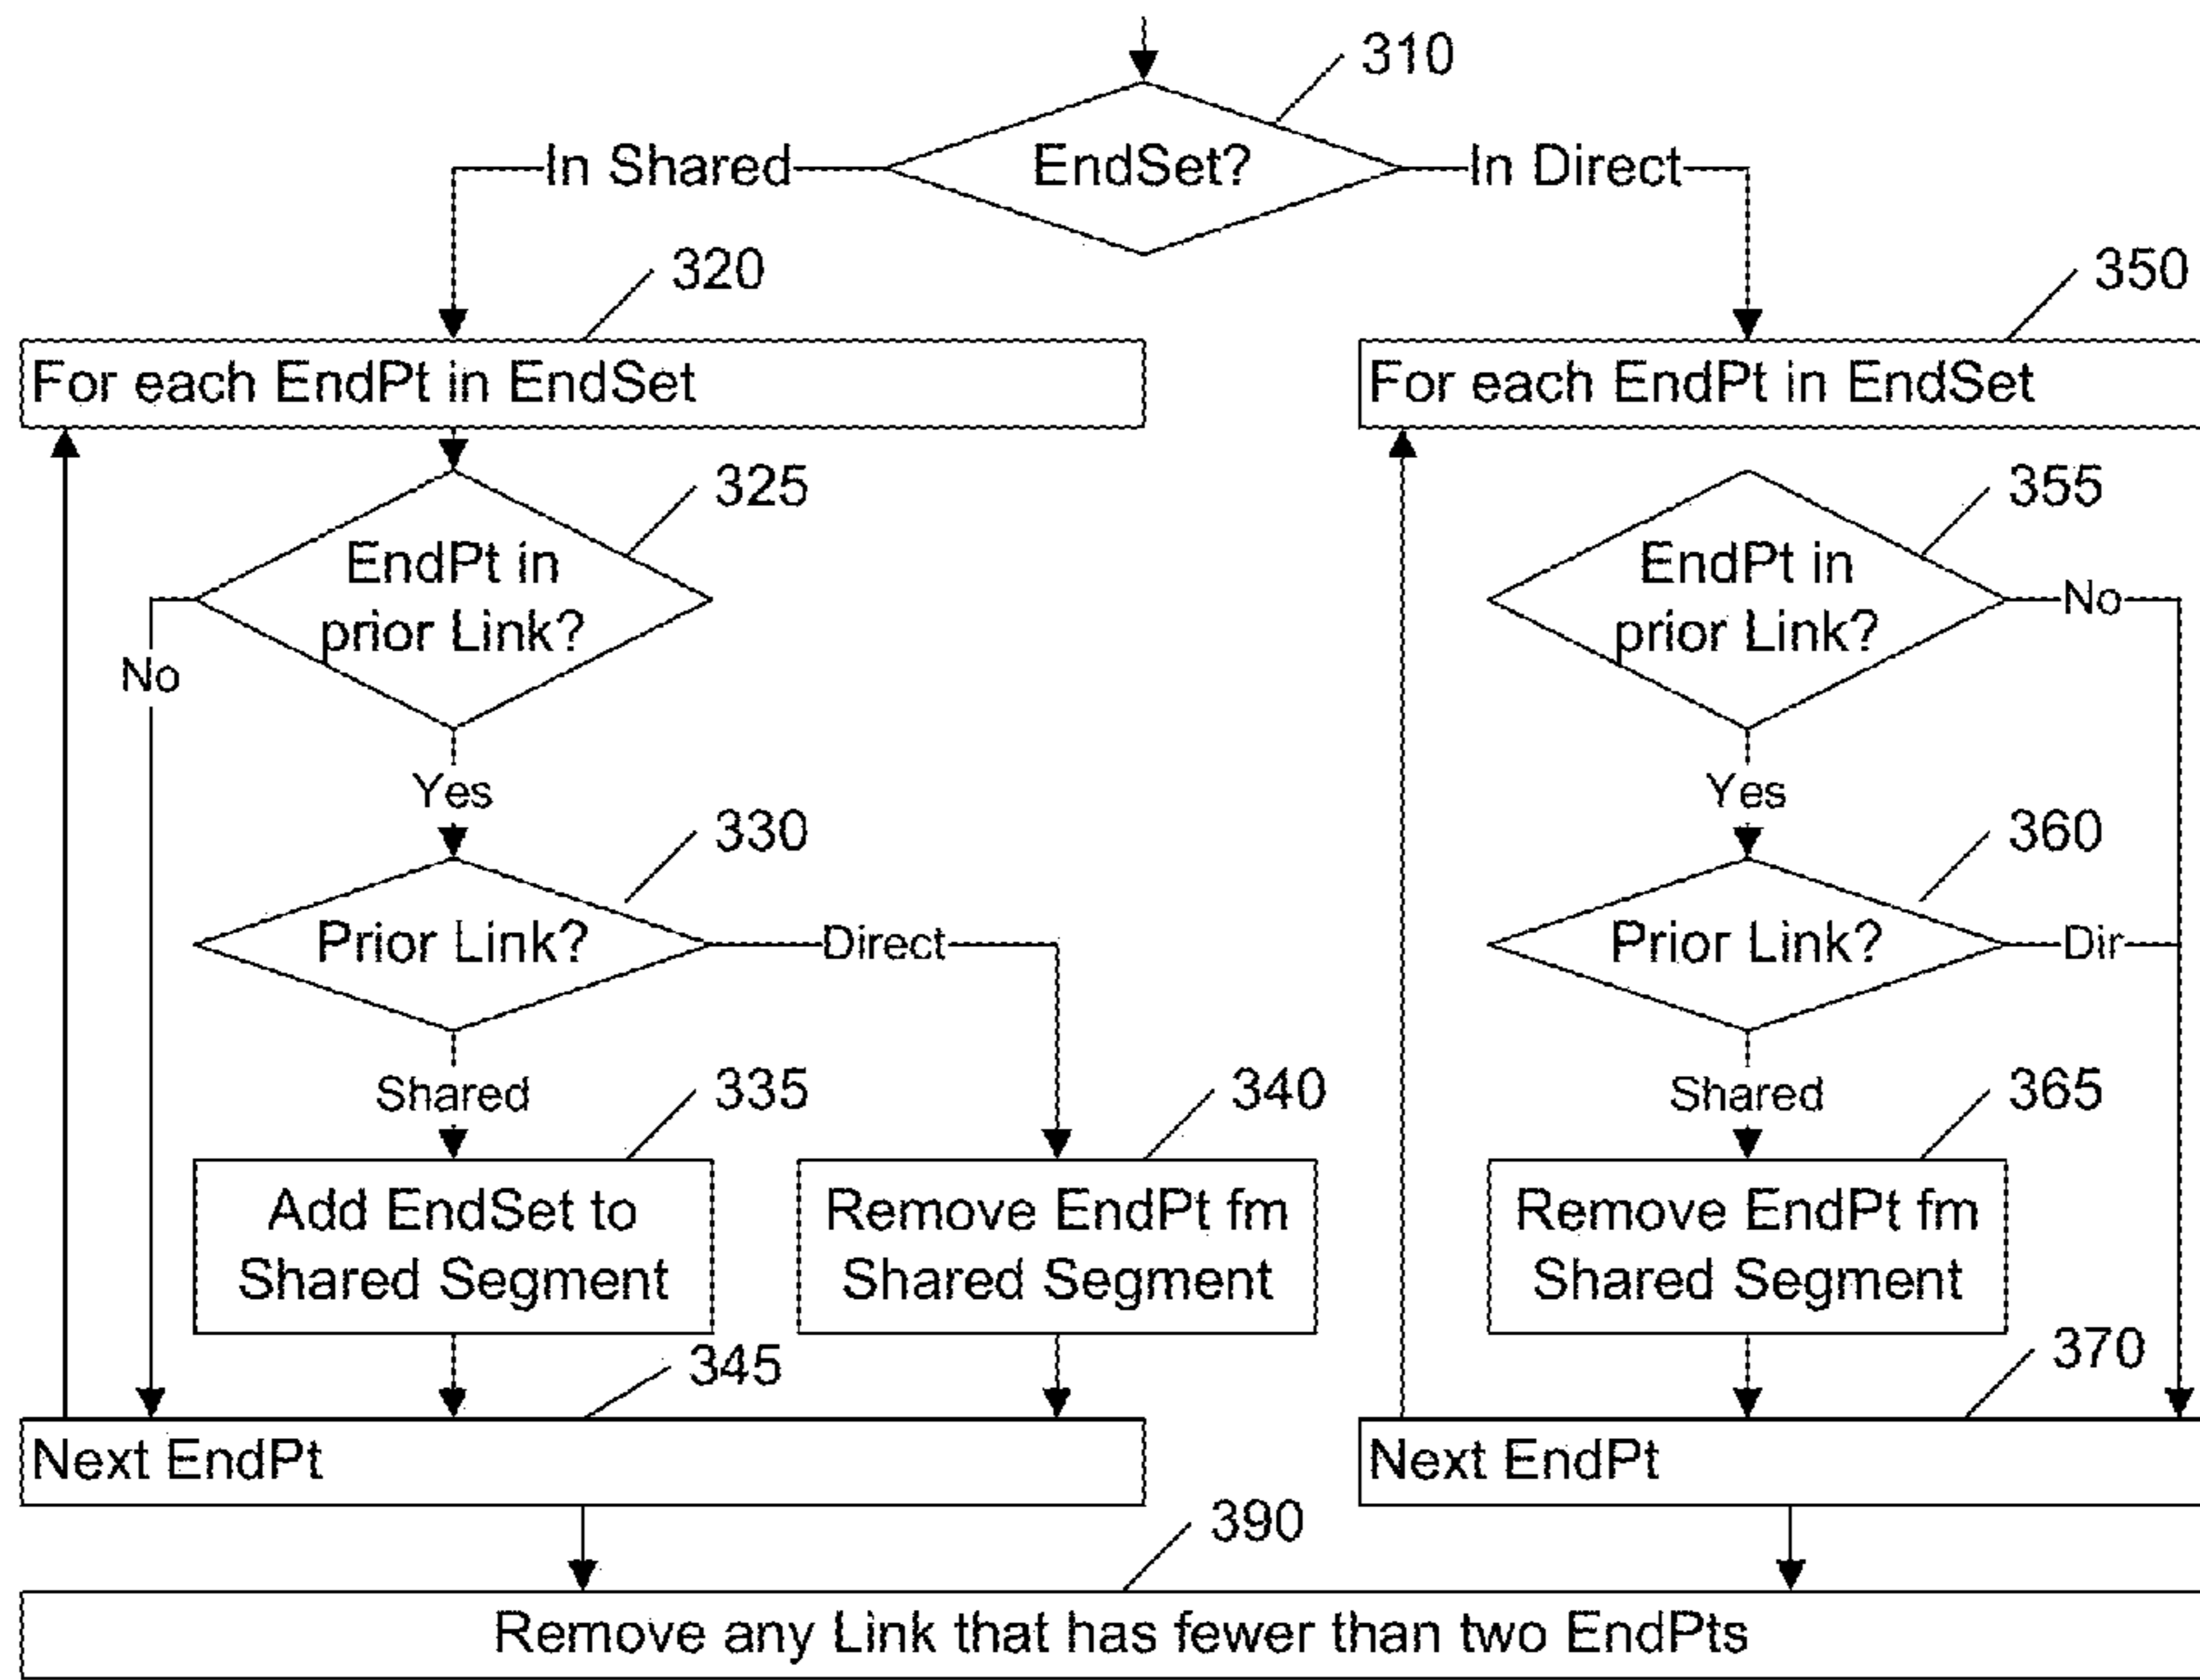 310
EndSet?
In Shared
In Direct
320
350
For each EndPt in EndSet
For each EndPt in EndSet
325
355
EndPt in
prior Link?
EndPt in
prior Link?
No
No
Yes
Yes
330
360
Prior Link?
Direct
Prior Link?
Dir
Shared
Shared
335
340
365
Add EndSet to
Shared Segment
Remove EndPt fm
Shared Segment
Remove EndPt fm
Shared Segment
345
370
Next EndPt
Next EndPt
390
Remove any Link that has fewer than two EndPts